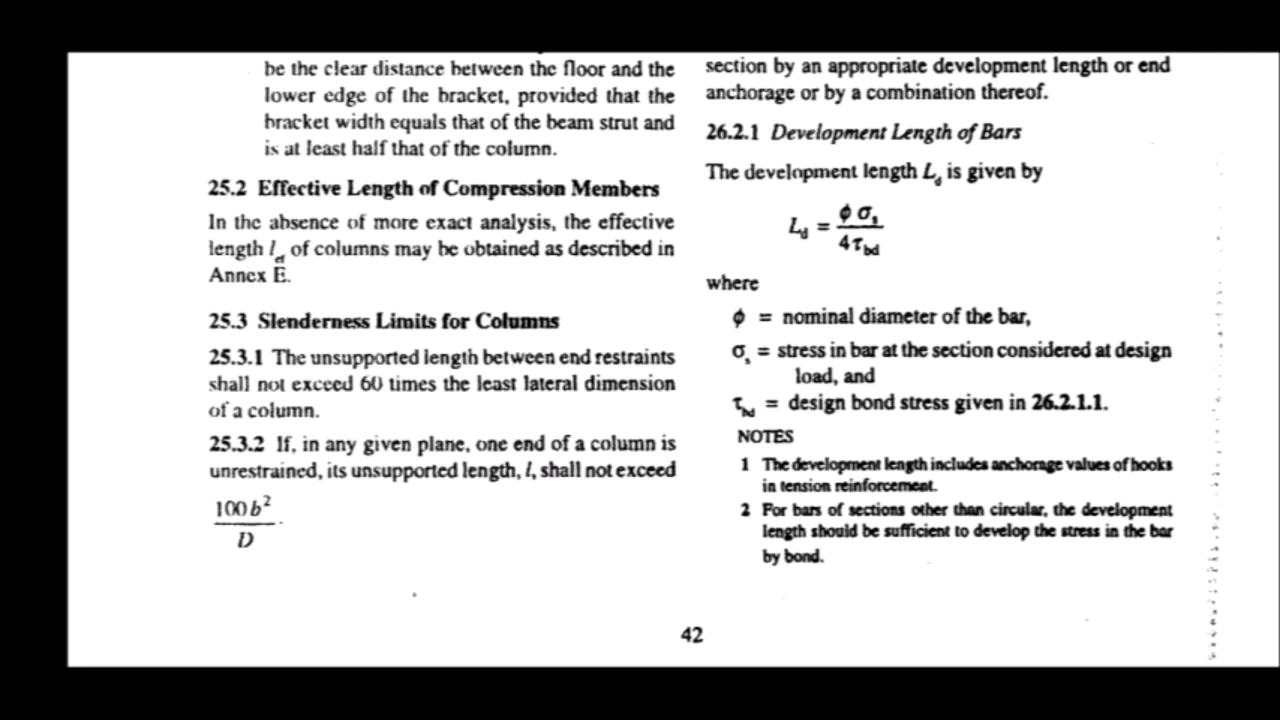 be the clear distance between the floor and the
lower edge of the bracket, provided that the
bracket width equals that of the beam strut and
is at least half that of the column.
25.2 Effective Length of Compression Members
In the absence of more exact analysis, the effective
length l_ef of columns may be obtained as described in
Annex E.
25.3 Slenderness Limits for Columns
25.3.1 The unsupported length between end restraints
shall not exceed 60 times the least lateral dimension
of a column.
25.3.2 If, in any given plane, one end of a column is
unrestrained, its unsupported length, l, shall not exceed
100 b²
D
section by an appropriate development length or end
anchorage or by a combination thereof.
26.2.1 Development Length of Bars
The development length L_d is given by
L_d = ϕ σ_s
4 τ_bd
where
ϕ = nominal diameter of the bar,
σ_s = stress in bar at the section considered at design
load, and
τ_bd = design bond stress given in 26.2.1.1.
NOTES
1 The development length includes anchorage values of hooks
in tension reinforcement.
2 For bars of sections other than circular, the development
length should be sufficient to develop the stress in the bar
by bond.
42